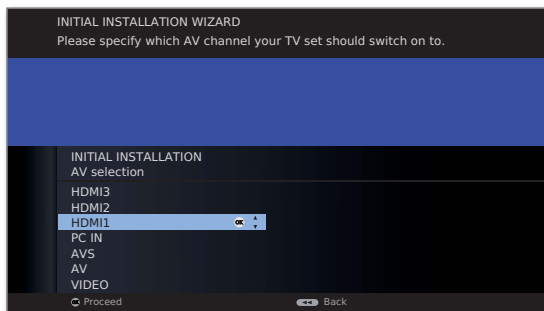 INITIAL INSTALLATION WIZARD
Please specify which AV channel your TV set should switch on to.
INITIAL INSTALLATION
AV selection
HDMI3
HDMI2
HDMI1 OK
PC IN
AVS
AV
VIDEO
OK Proceed
Back